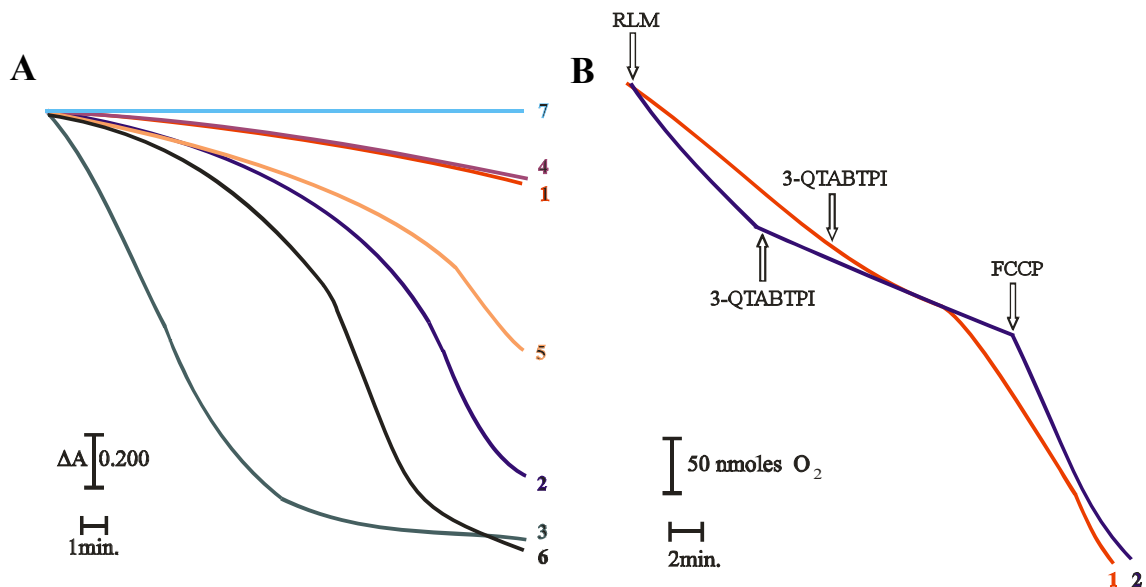 A
7
4
1
5
2
3
6
ΔA 0.200
1min.
B
RLM
3-QTABTPI
3-QTABTPI
FCCP
50 nmoles O₂
2min.
1 2